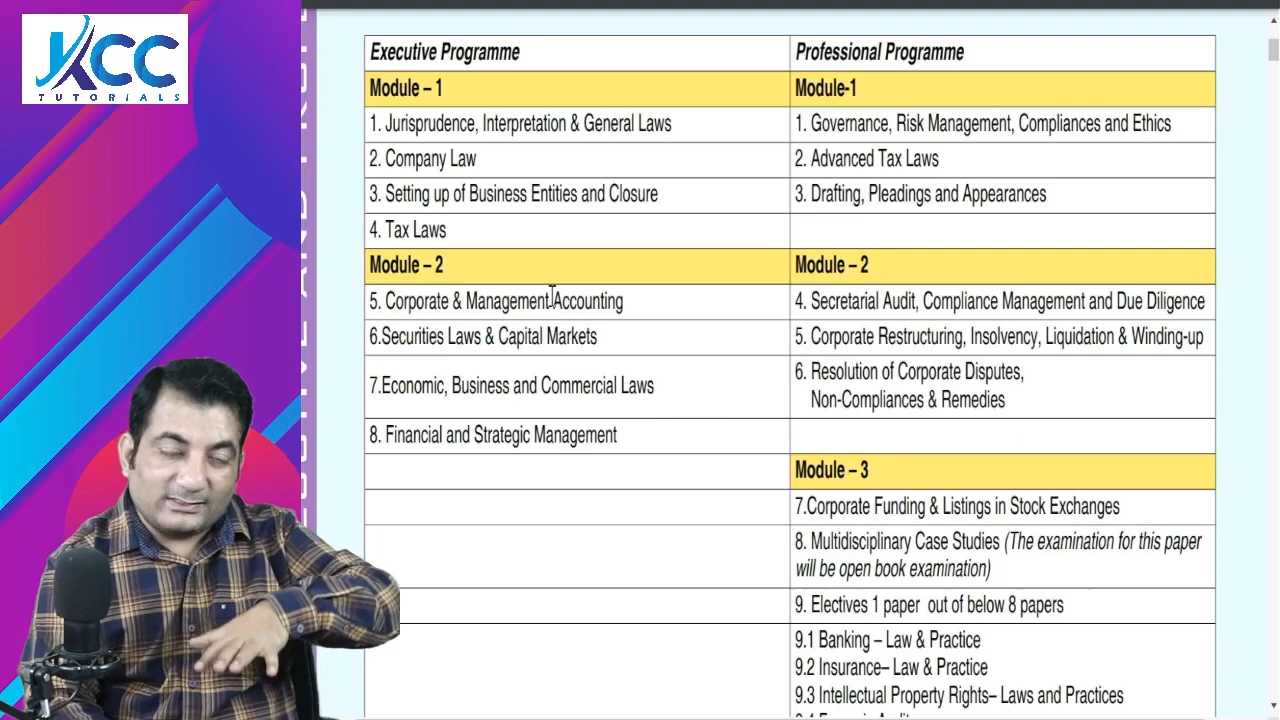 KCC
TUTORIALS
Executive Programme
Professional Programme
Module – 1
Module-1
1. Jurisprudence, Interpretation & General Laws
1. Governance, Risk Management, Compliances and Ethics
2. Company Law
2. Advanced Tax Laws
3. Setting up of Business Entities and Closure
3. Drafting, Pleadings and Appearances
4. Tax Laws
Module – 2
Module – 2
5. Corporate & Management Accounting
4. Secretarial Audit, Compliance Management and Due Diligence
6.Securities Laws & Capital Markets
5. Corporate Restructuring, Insolvency, Liquidation & Winding-up
7.Economic, Business and Commercial Laws
6. Resolution of Corporate Disputes,
Non-Compliances & Remedies
8. Financial and Strategic Management
Module – 3
7.Corporate Funding & Listings in Stock Exchanges
8. Multidisciplinary Case Studies (The examination for this paper
will be open book examination)
9. Electives 1 paper out of below 8 papers
9.1 Banking – Law & Practice
9.2 Insurance– Law & Practice
9.3 Intellectual Property Rights– Laws and Practices